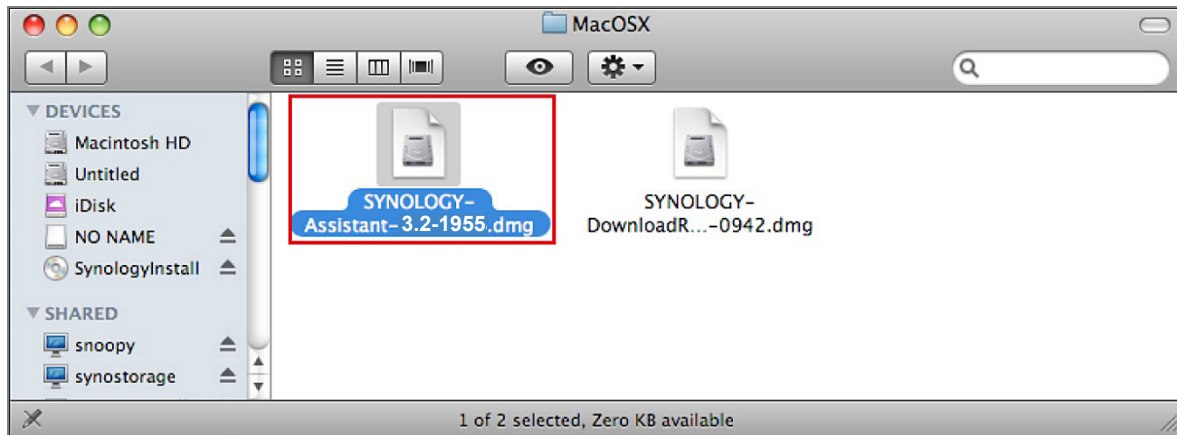 MacOSX
DEVICES
Macintosh HD
Untitled
iDisk
NO NAME
SynologyInstall
SHARED
snoopy
synostorage
SYNOLOGY-
Assistant-3.2-1955.dmg
SYNOLOGY-
DownloadR...-0942.dmg
1 of 2 selected, Zero KB available